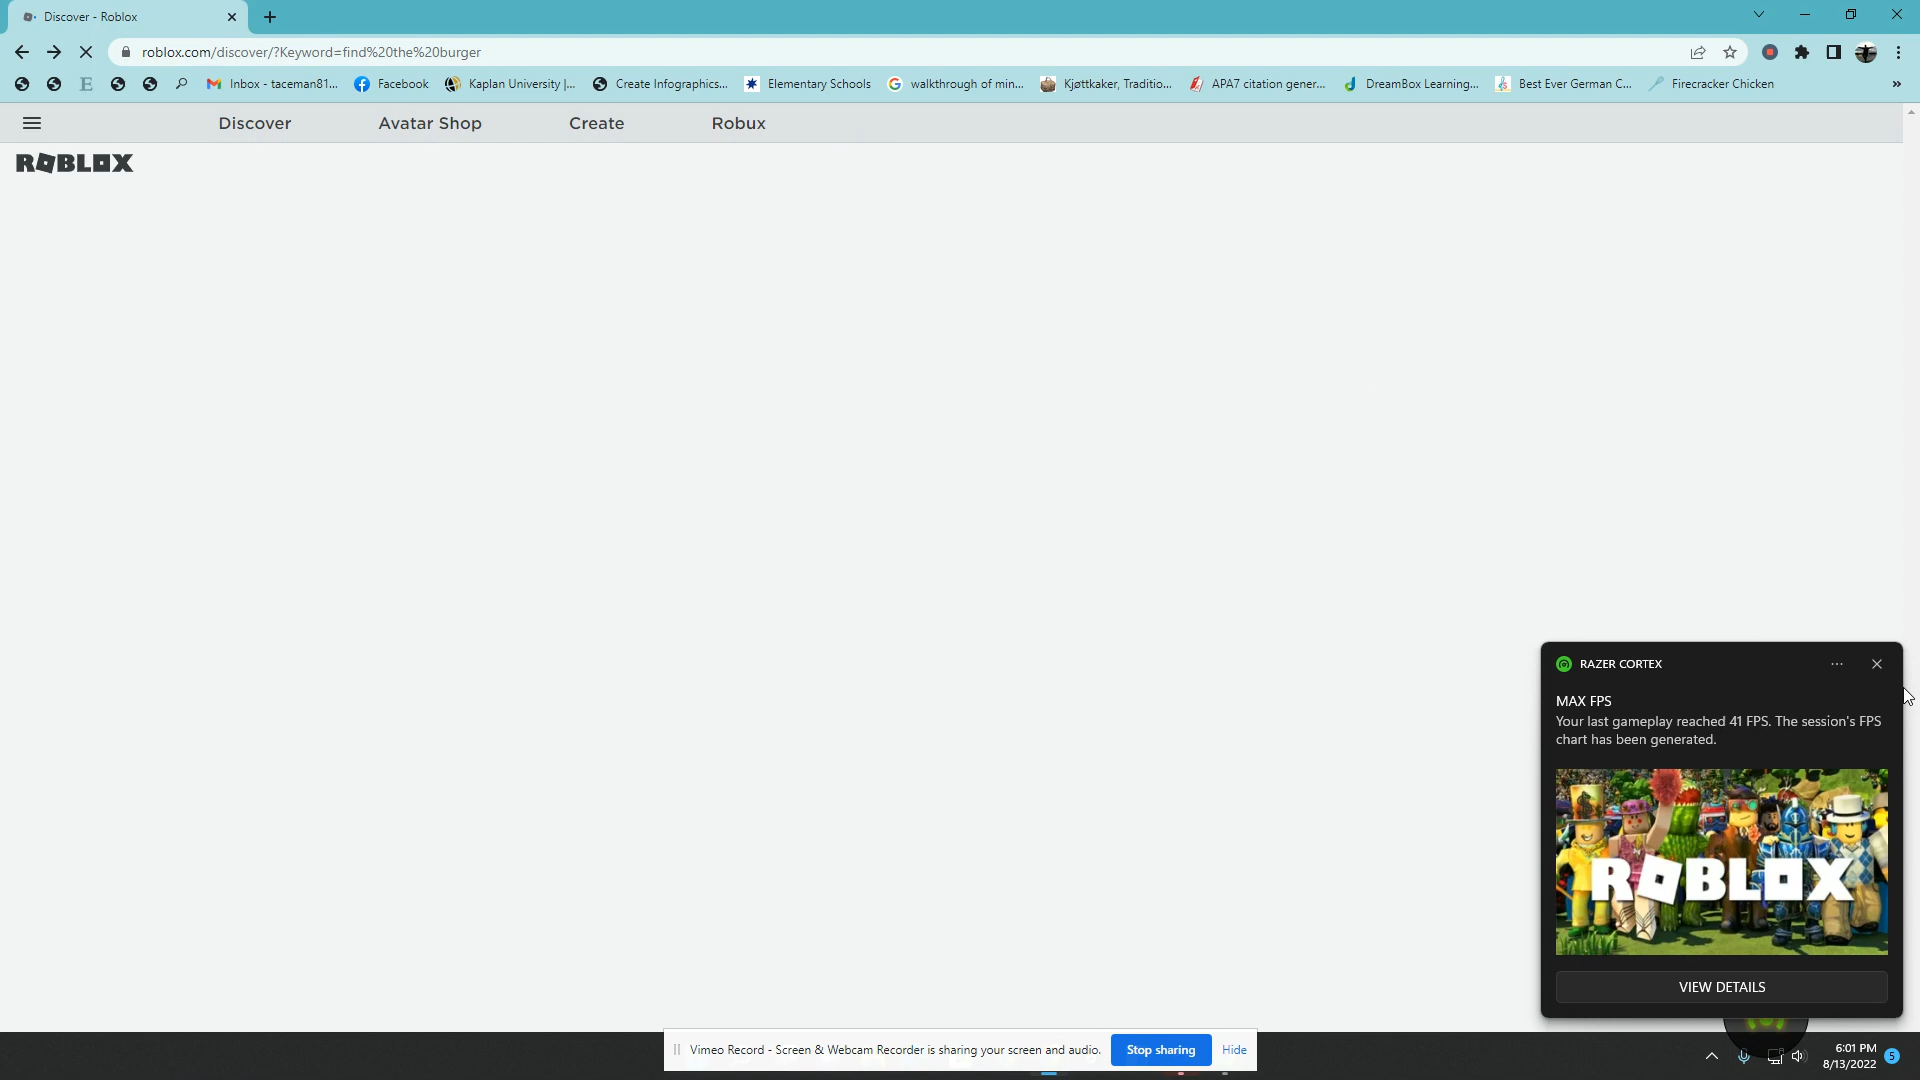 Discover - Roblox
roblox.com/discover/?Keyword=find%20the%20burger
Inbox - taceman81...
Facebook
Kaplan University |...
Create Infographics...
Elementary Schools
walkthrough of min...
Kjøttkaker, Traditio...
APA7 citation gener...
DreamBox Learning...
Best Ever German C...
Firecracker Chicken
»
Discover
Avatar Shop
Create
Robux
ROBLOX
RAZER CORTEX
MAX FPS
Your last gameplay reached 41 FPS. The session's FPS
chart has been generated.
ROBLOX
VIEW DETAILS
Vimeo Record - Screen & Webcam Recorder is sharing your screen and audio.
Stop sharing
Hide
6:01 PM
8/13/2022
5